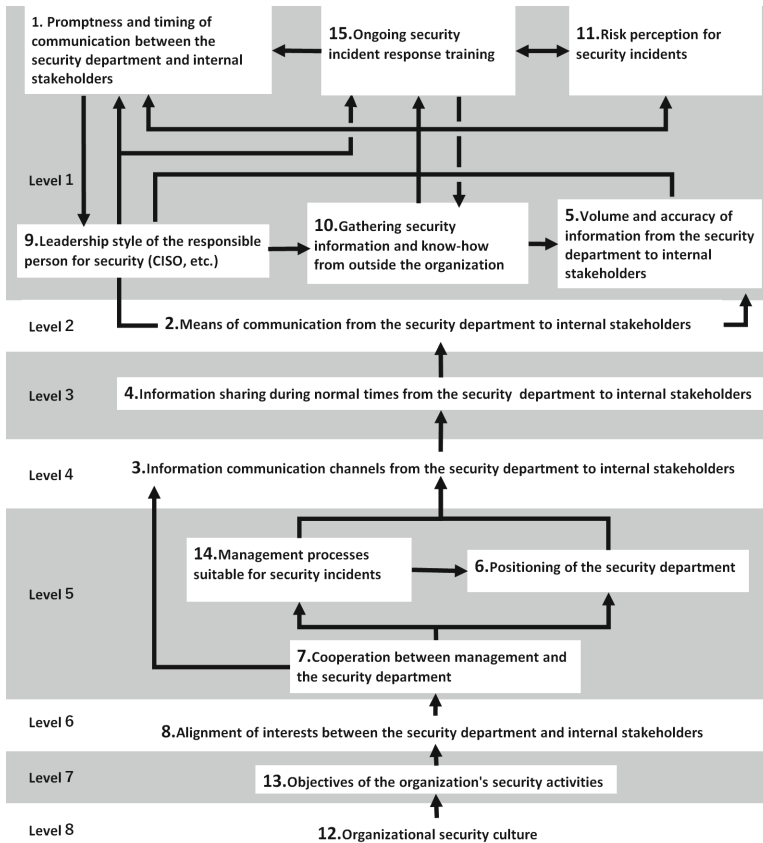 1. Promptness and timing of
communication between the
security department and internal
stakeholders
15.Ongoing security
incident response training
11.Risk perception for
security incidents
Level 1
9.Leadership style of the responsible
person for security (CISO, etc.)
10.Gathering security
information and know-how
from outside the organization
5.Volume and accuracy of
information from the security
department to internal
stakeholders
Level 2
2.Means of communication from the security department to internal stakeholders
Level 3
4.Information sharing during normal times from the security department to internal stakeholders
Level 4
3.Information communication channels from the security department to internal stakeholders
Level 5
14.Management processes
suitable for security incidents
6.Positioning of the security department
7.Cooperation between management and
the security department
Level 6
8.Alignment of interests between the security department and internal stakeholders
Level 7
13.Objectives of the organization's security activities
Level 8
12.Organizational security culture